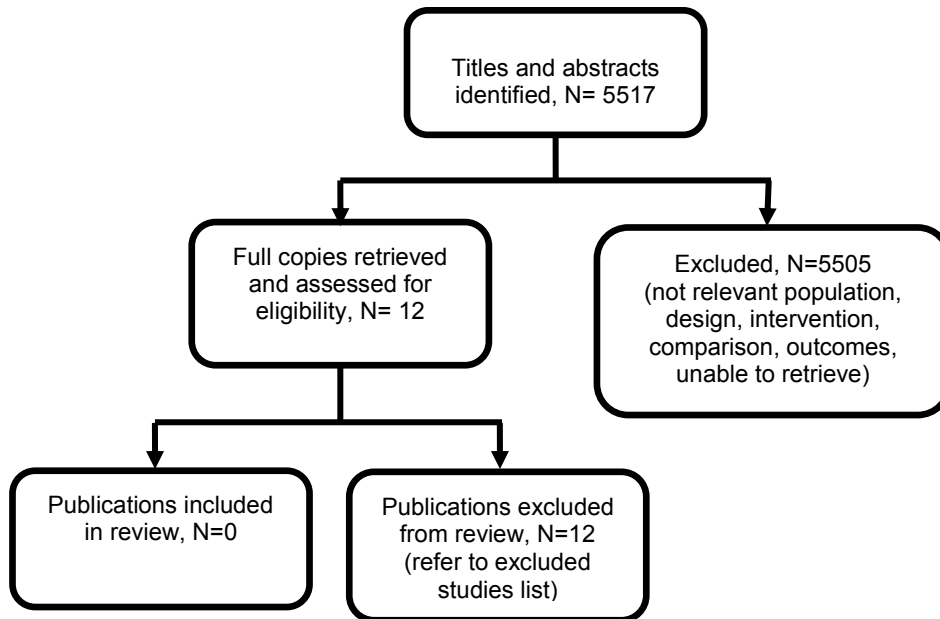 Titles and abstracts
identified, N= 5517
Full copies retrieved
and assessed for
eligibility, N= 12
Excluded, N=5505
(not relevant population,
design, intervention,
comparison, outcomes,
unable to retrieve)
Publications included
in review, N=0
Publications excluded
from review, N=12
(refer to excluded
studies list)